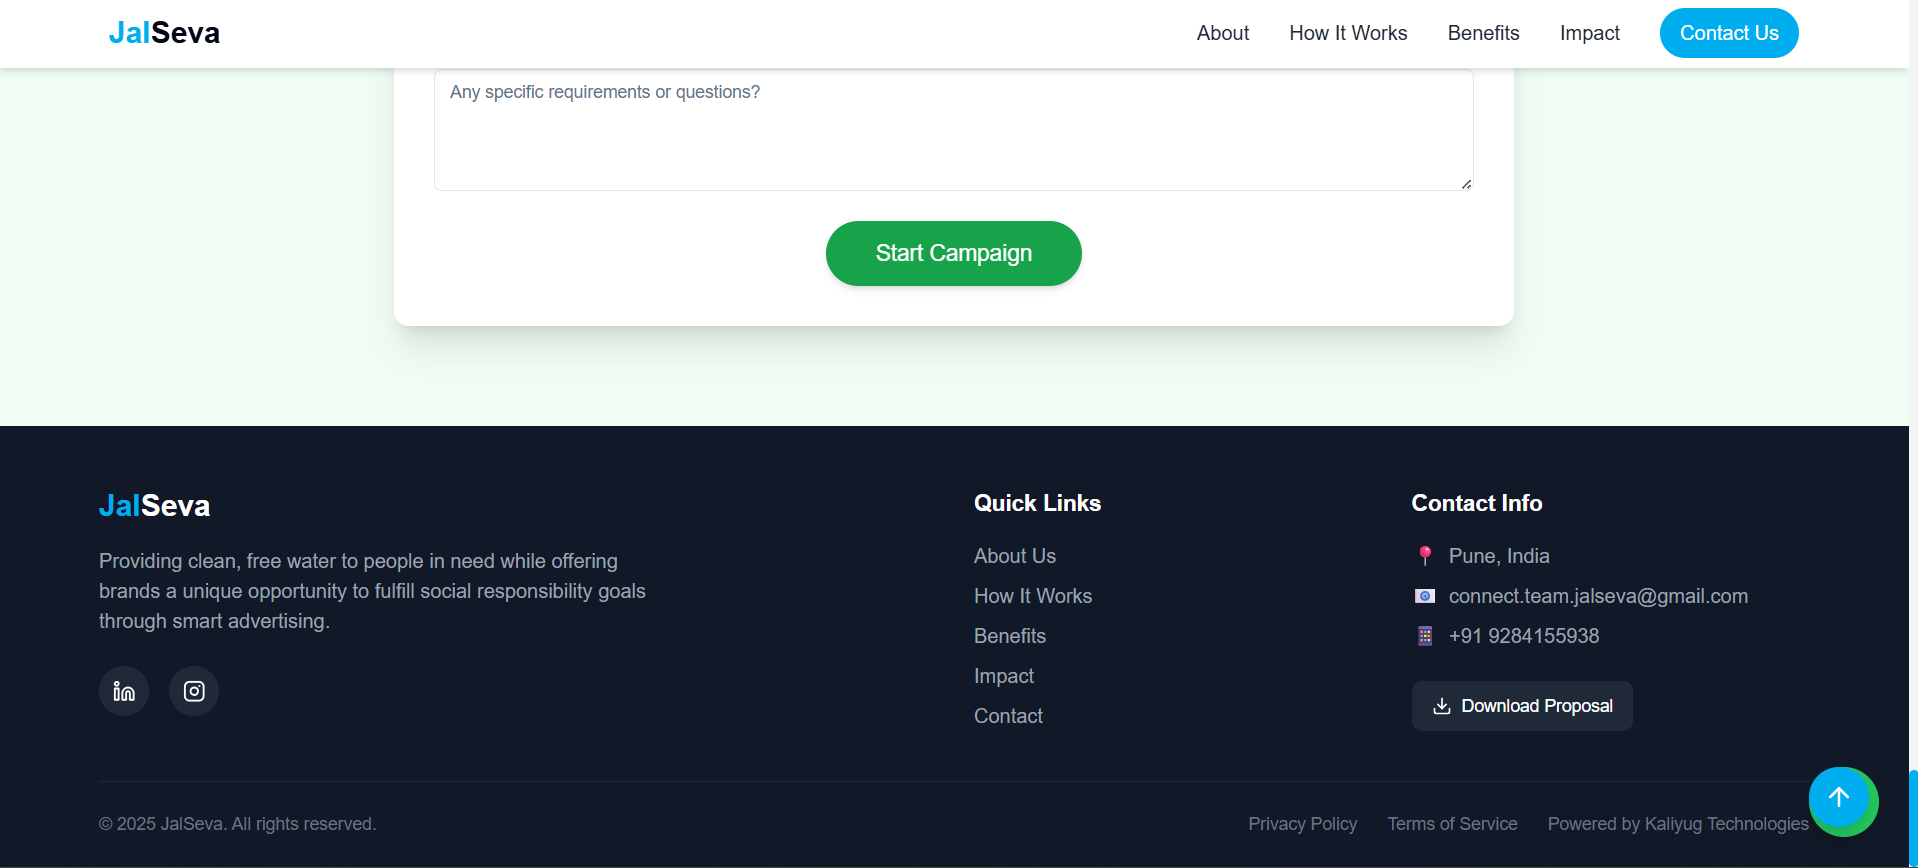 JalSeva
About
How It Works
Benefits
Impact
Contact Us
Any specific requirements or questions?
Start Campaign
JalSeva
Providing clean, free water to people in need while offering
brands a unique opportunity to fulfill social responsibility goals
through smart advertising.
Quick Links
About Us
How It Works
Benefits
Impact
Contact
Contact Info
Pune, India
connect.team.jalseva@gmail.com
+91 9284155938
Download Proposal
© 2025 JalSeva. All rights reserved.
Privacy Policy
Terms of Service
Powered by Kaliyug Technologies